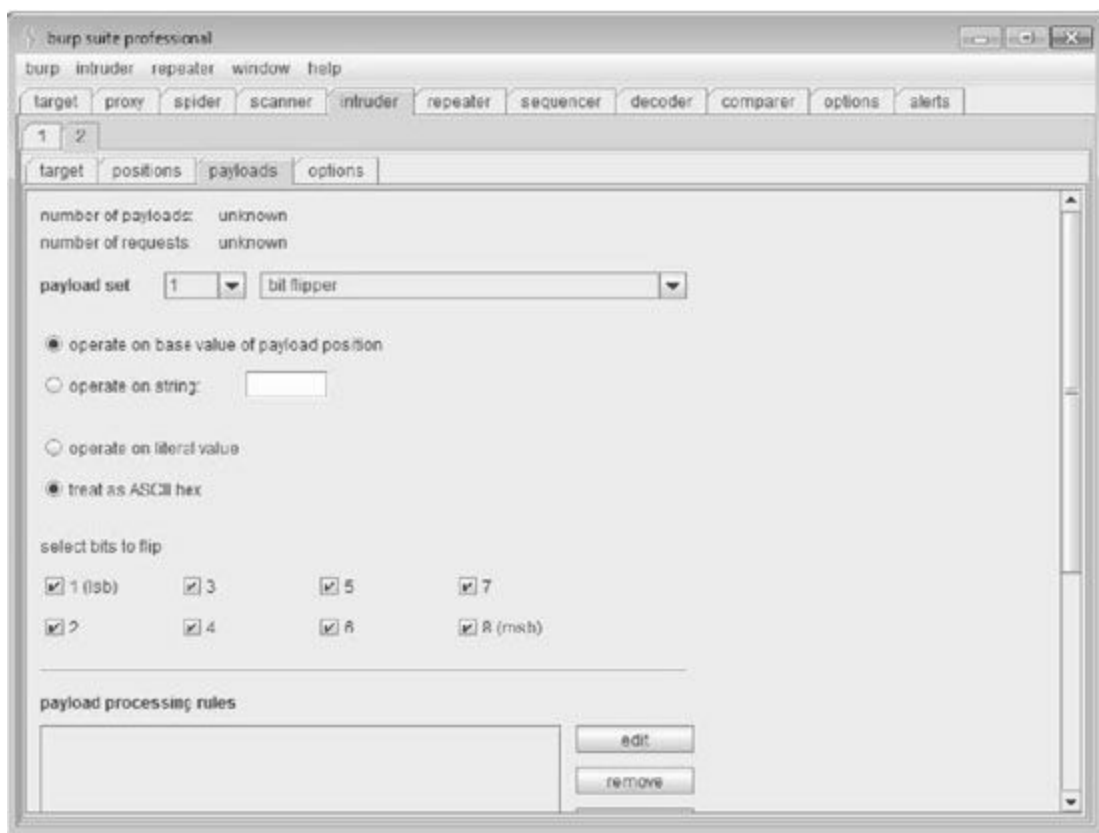 burp suite professional
burp intruder repeater window help
target proxy spider scanner intruder repeater sequencer decoder comparer options alerts
1 2
target positions payloads options
number of payloads: unknown
number of requests: unknown
payload set 1 bit flipper
operate on base value of payload position
operate on string:
operate on literal value
treat as ASCII hex
select bits to flip
1 (lsb) 3 5 7
2 4 6 8 (msb)
payload processing rules
edit
remove